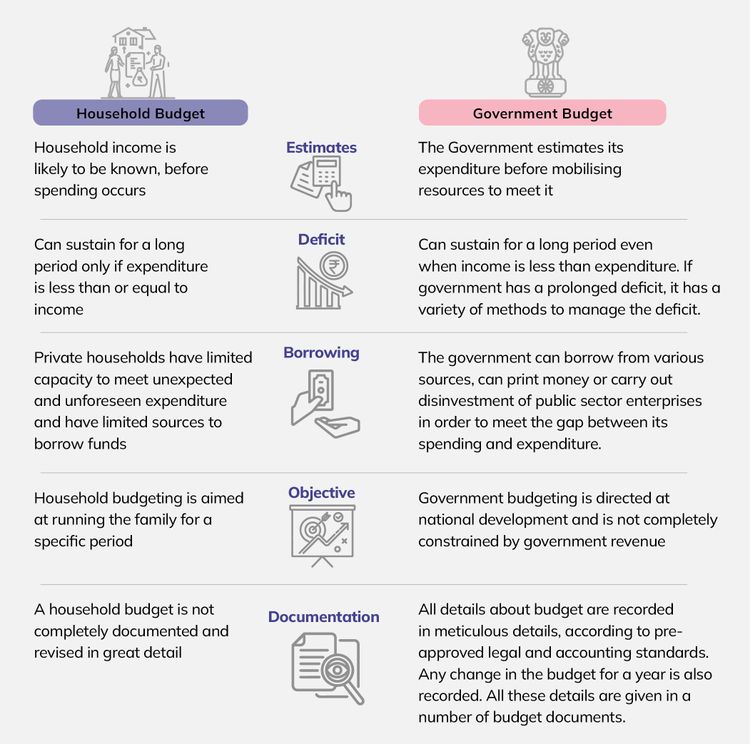 Household Budget
Government Budget
Household income is
likely to be known, before
spending occurs
Estimates
The Government estimates its
expenditure before mobilising
resources to meet it
Can sustain for a long
period only if expenditure
is less than or equal to
income
Deficit
₹
Can sustain for a long period even
when income is less than expenditure. If
government has a prolonged deficit, it has a
variety of methods to manage the deficit.
Private households have limited
capacity to meet unexpected
and unforeseen expenditure
and have limited sources to
borrow funds
Borrowing
The government can borrow from various
sources, can print money or carry out
disinvestment of public sector enterprises
in order to meet the gap between its
spending and expenditure.
Household budgeting is aimed
at running the family for a
specific period
Objective
Government budgeting is directed at
national development and is not completely
constrained by government revenue
A household budget is not
completely documented and
revised in great detail
Documentation
All details about budget are recorded
in meticulous details, according to pre-
approved legal and accounting standards.
Any change in the budget for a year is also
recorded. All these details are given in a
number of budget documents.